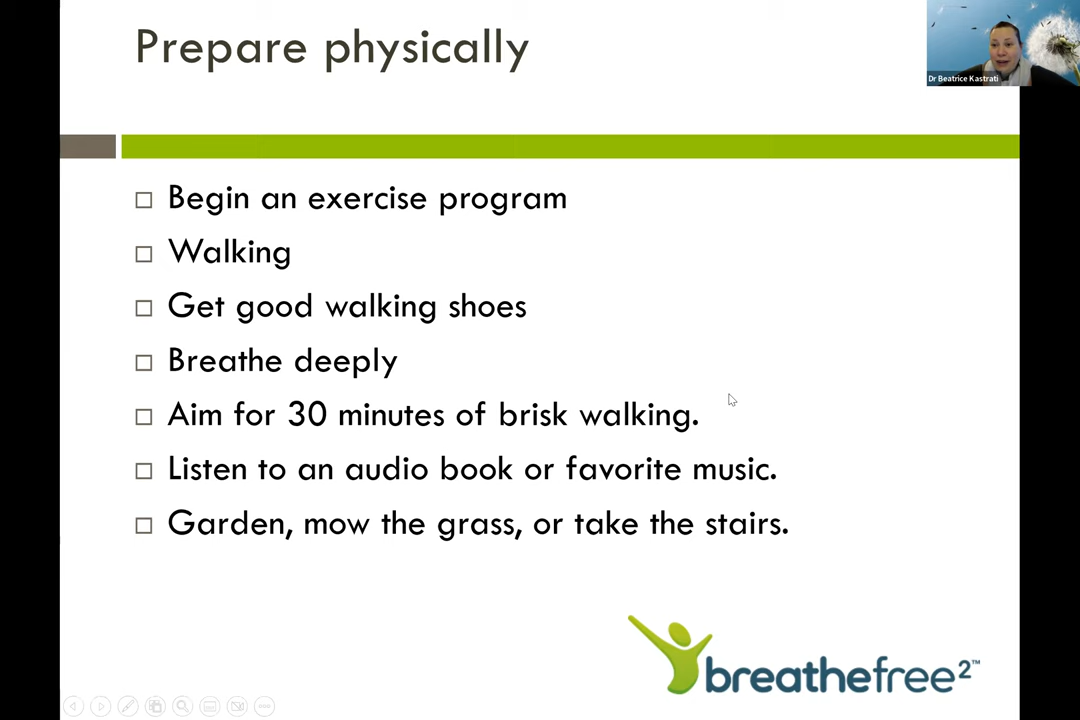 Prepare physically
Dr Beatrice Kastrati
Begin an exercise program
Walking
Get good walking shoes
Breathe deeply
Aim for 30 minutes of brisk walking.
Listen to an audio book or favorite music.
Garden, mow the grass, or take the stairs.
breathefree2™